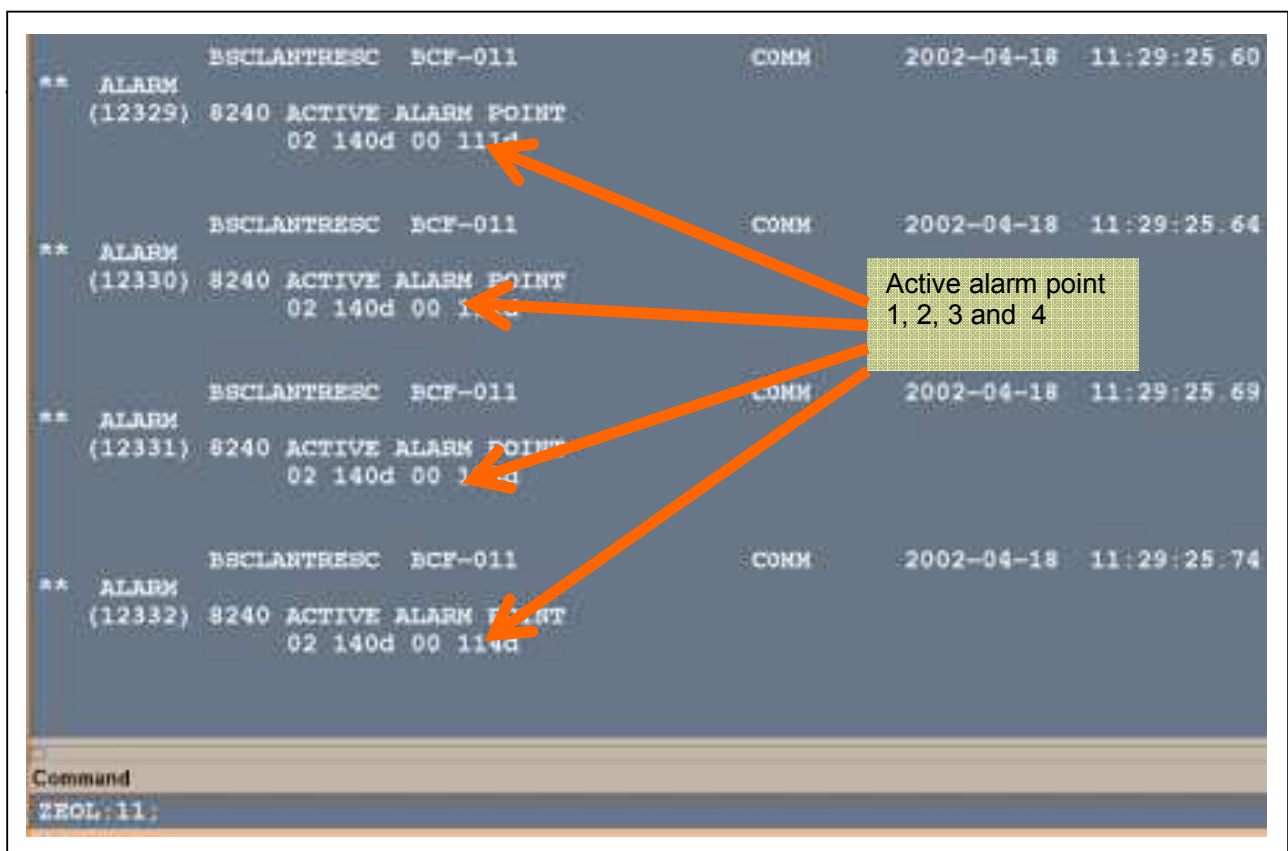 BSCLANTRESC BCF-011 COMM 2002-04-18 11:29:25.60
** ALARM
(12329) 8240 ACTIVE ALARM POINT
02 140d 00
BSCLANTRESC BCF-011 COMM 2002-04-18 11:29:25.64
** ALARM
(12330) 8240 ACTIVE ALARM POINT
02 140d 00
Active alarm point
1, 2, 3 and 4
BSCLANTRESC BCF-011 COMM 2002-04-18 11:29:25.69
** ALARM
(12331) 8240 ACTIVE ALARM POINT
02 140d 00
BSCLANTRESC BCF-011 COMM 2002-04-18 11:29:25.74
** ALARM
(12332) 8240 ACTIVE ALARM POINT
02 140d 00 114d
Command
ZEOL:11;